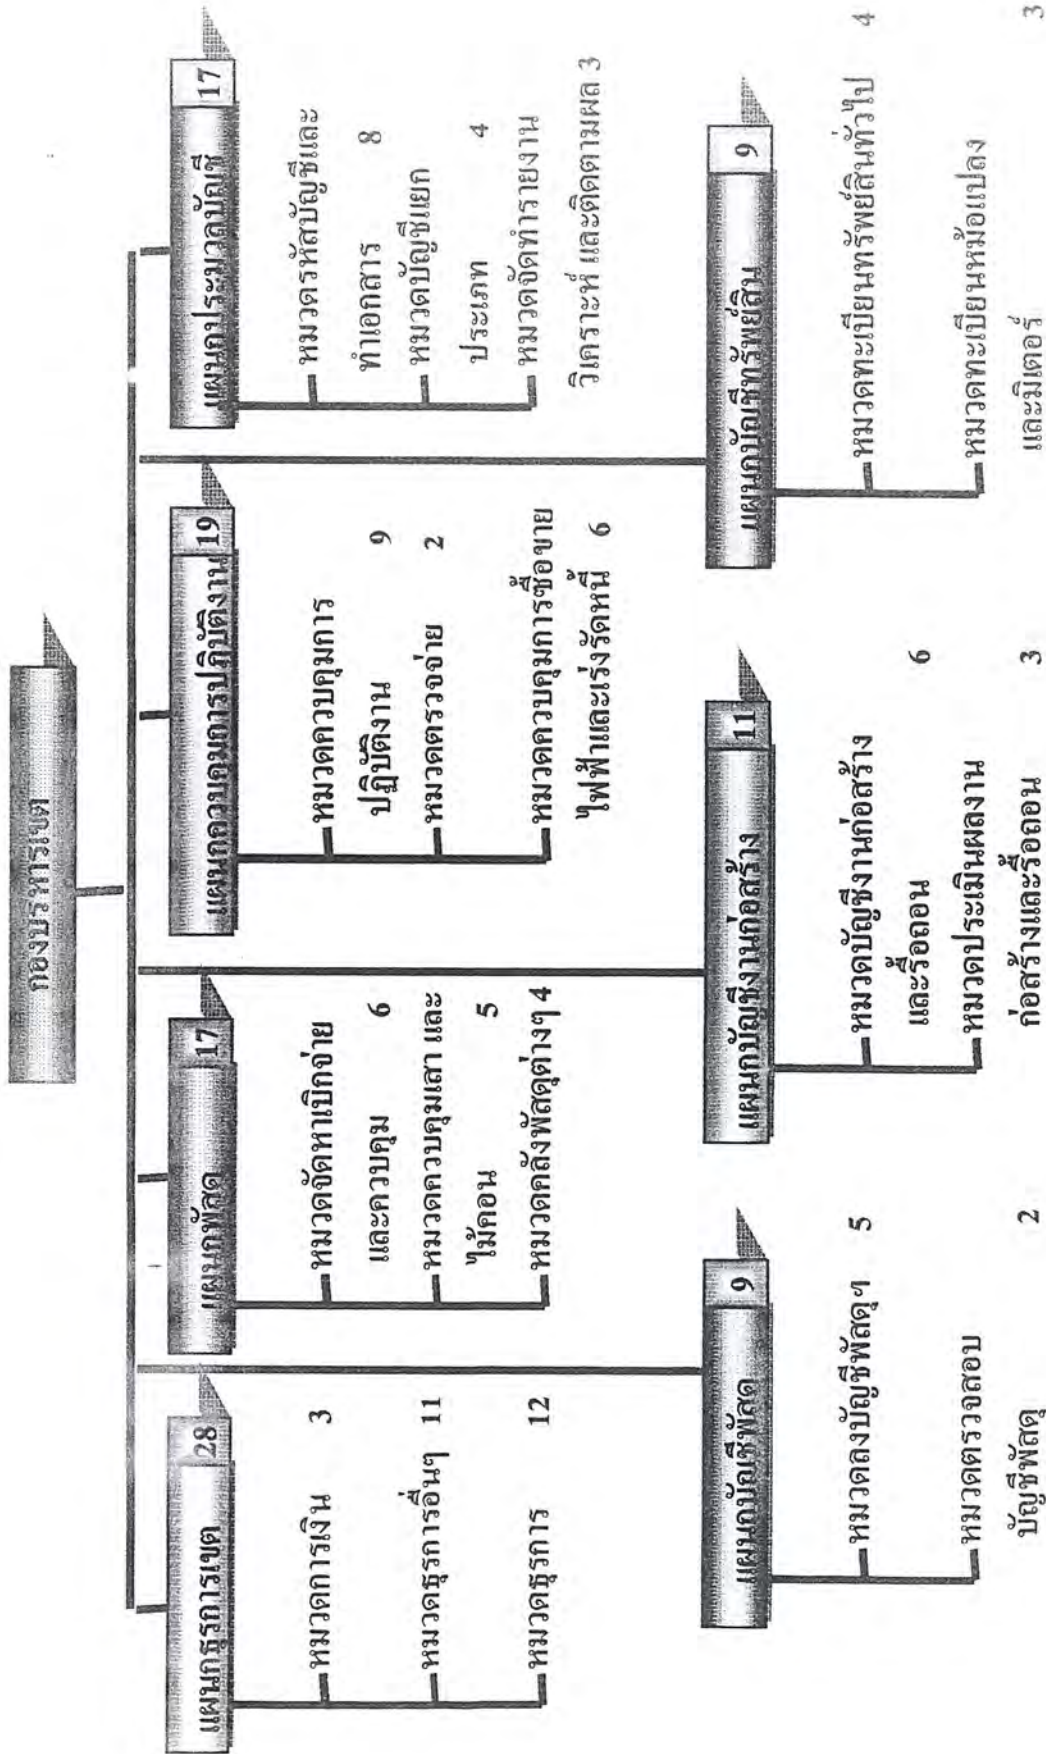 กองบริหารเขต
แผนกธุรการเขต 28
หมวดการเงิน 3
หมวดธุรการอื่นๆ 11
หมวดธุรการ 12
แผนกพัสดุ 17
หมวดจัดหาเบิกจ่าย
และควบคุม 6
หมวดควบคุมเสา และ
ไม้คอน 5
หมวดคลังพัสดุต่างๆ 4
แผนกควบคุมการปฏิบัติงาน 19
หมวดควบคุมการ
ปฏิบัติงาน 9
หมวดตรวจจ่าย 2
หมวดควบคุมการซื้อขาย
ไฟฟ้าและเร่งรัดหนี้ 6
แผนกประมวลบัญชี 17
หมวดรหัสบัญชีและ
ทำเอกสาร 8
หมวดบัญชีแยก
ประเภท 4
หมวดจัดทำรายงาน
วิเคราะห์ และติดตามผล 3
แผนกบัญชีพัสดุ 9
หมวดลงบัญชีพัสดุฯ 5
หมวดตรวจสอบ
บัญชีพัสดุ 2
แผนกบัญชีงานก่อสร้าง 11
หมวดบัญชีงานก่อสร้าง
และรื้อถอน 6
หมวดประเมินผลงาน
ก่อสร้างและรื้อถอน 3
แผนกบัญชีทรัพย์สิน 9
หมวดทะเบียนทรัพย์สินทั่วไป 4
หมวดทะเบียนหม้อแปลง
และมิเตอร์ 3